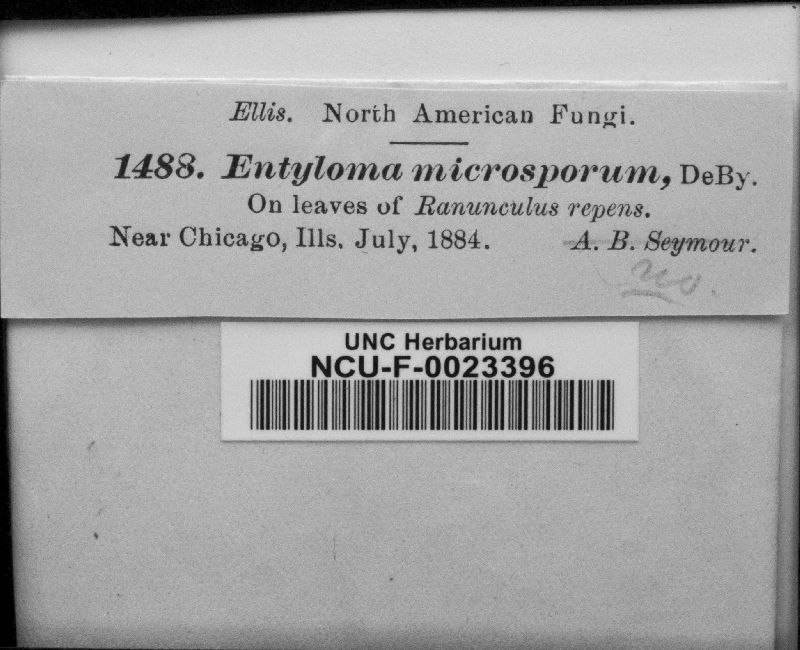 Ellis. North American Fungi.
1488. Entyloma microsporum, DeBy.
On leaves of Ranunculus repens.
Near Chicago, Ills. July, 1884. A. B. Seymour.
no.
UNC Herbarium
NCU-F-0023396